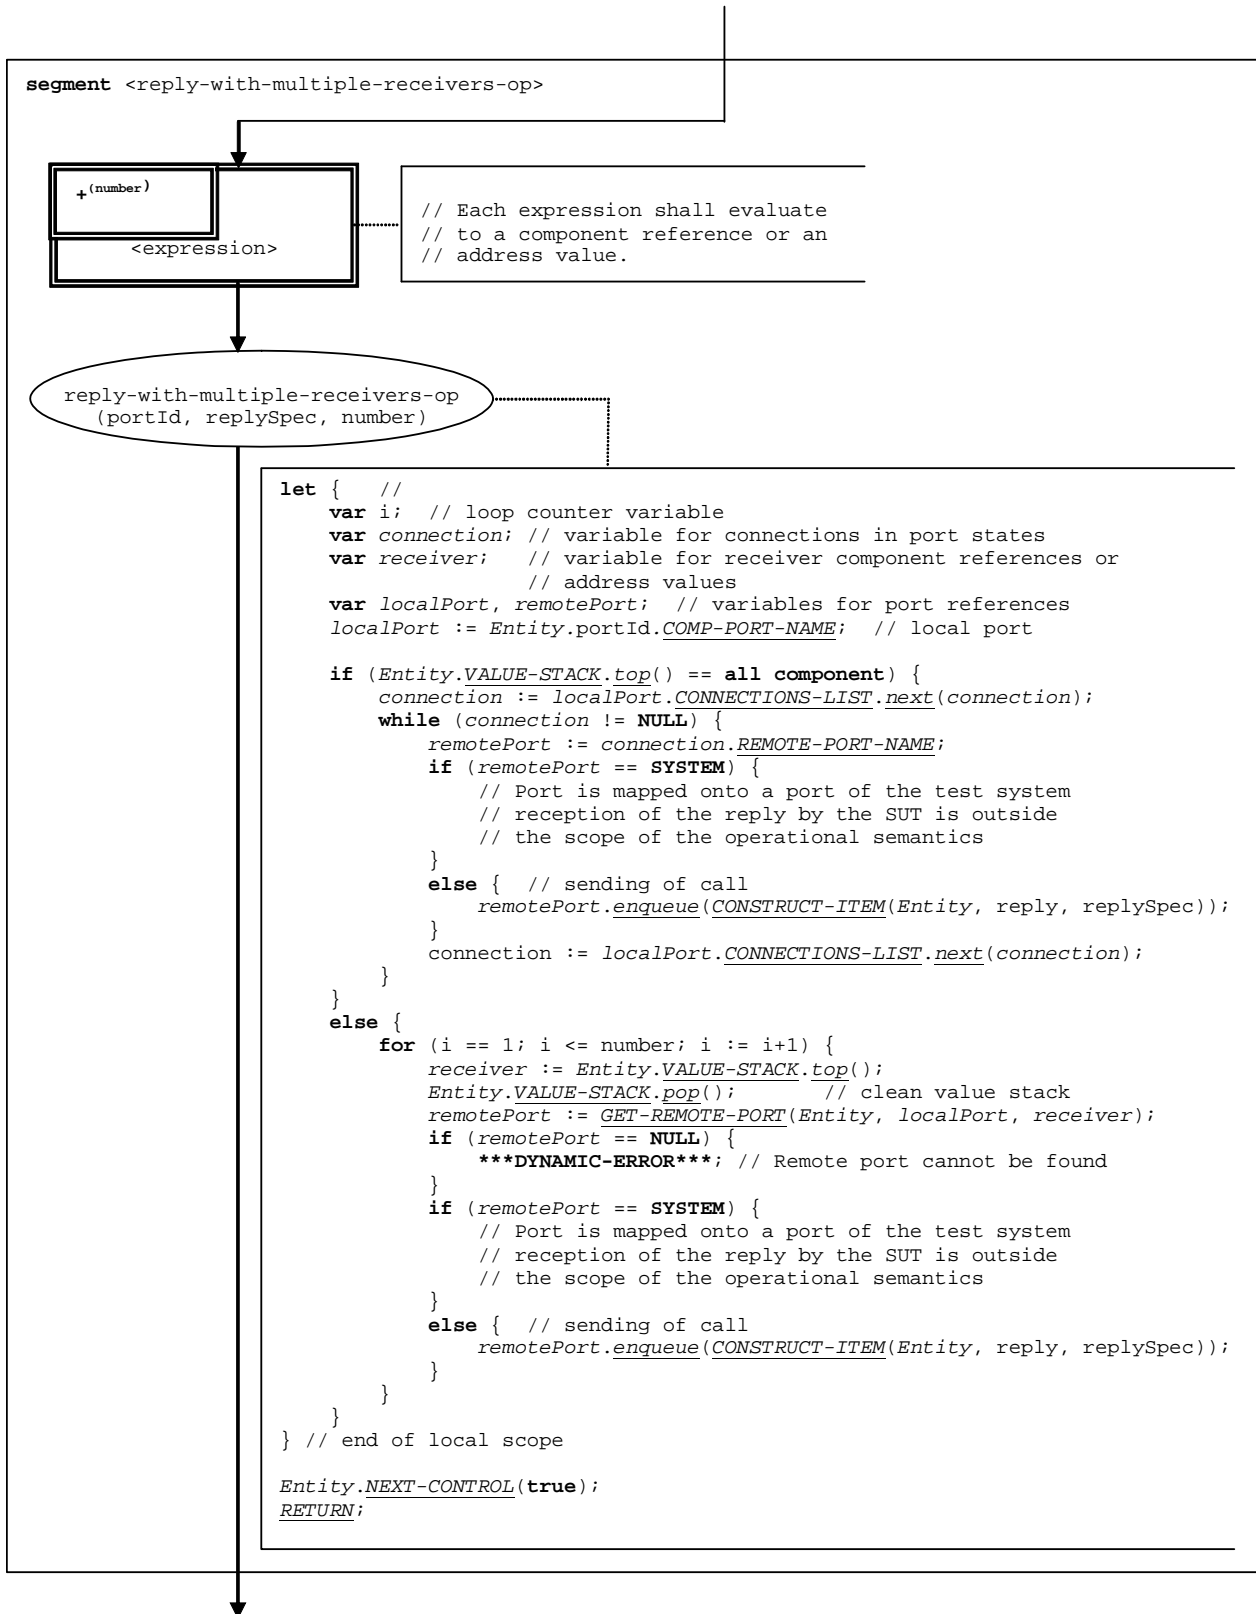 segment <reply-with-multiple-receivers-op>
+(number)
<expression>
// Each expression shall evaluate
// to a component reference or an
// address value.
reply-with-multiple-receivers-op
(portId, replySpec, number)
let {   //
    var i;  // loop counter variable
    var connection; // variable for connections in port states
    var receiver;   // variable for receiver component references or
                    // address values
    var localPort, remotePort;  // variables for port references
    localPort := Entity.portId.COMP-PORT-NAME;  // local port
    if (Entity.VALUE-STACK.top() == all component) {
        connection := localPort.CONNECTIONS-LIST.next(connection);
        while (connection != NULL) {
            remotePort := connection.REMOTE-PORT-NAME;
            if (remotePort == SYSTEM) {
                // Port is mapped onto a port of the test system
                // reception of the reply by the SUT is outside
                // the scope of the operational semantics
            }
            else {  // sending of call
                remotePort.enqueue(CONSTRUCT-ITEM(Entity, reply, replySpec));
            }
            connection := localPort.CONNECTIONS-LIST.next(connection);
        }
    }
    else {
        for (i == 1; i <= number; i := i+1) {
            receiver := Entity.VALUE-STACK.top();
            Entity.VALUE-STACK.pop();       // clean value stack
            remotePort := GET-REMOTE-PORT(Entity, localPort, receiver);
            if (remotePort == NULL) {
                ***DYNAMIC-ERROR***; // Remote port cannot be found
            }
            if (remotePort == SYSTEM) {
                // Port is mapped onto a port of the test system
                // reception of the reply by the SUT is outside
                // the scope of the operational semantics
            }
            else {  // sending of call
                remotePort.enqueue(CONSTRUCT-ITEM(Entity, reply, replySpec));
            }
        }
    }
} // end of local scope
Entity.NEXT-CONTROL(true);
RETURN;